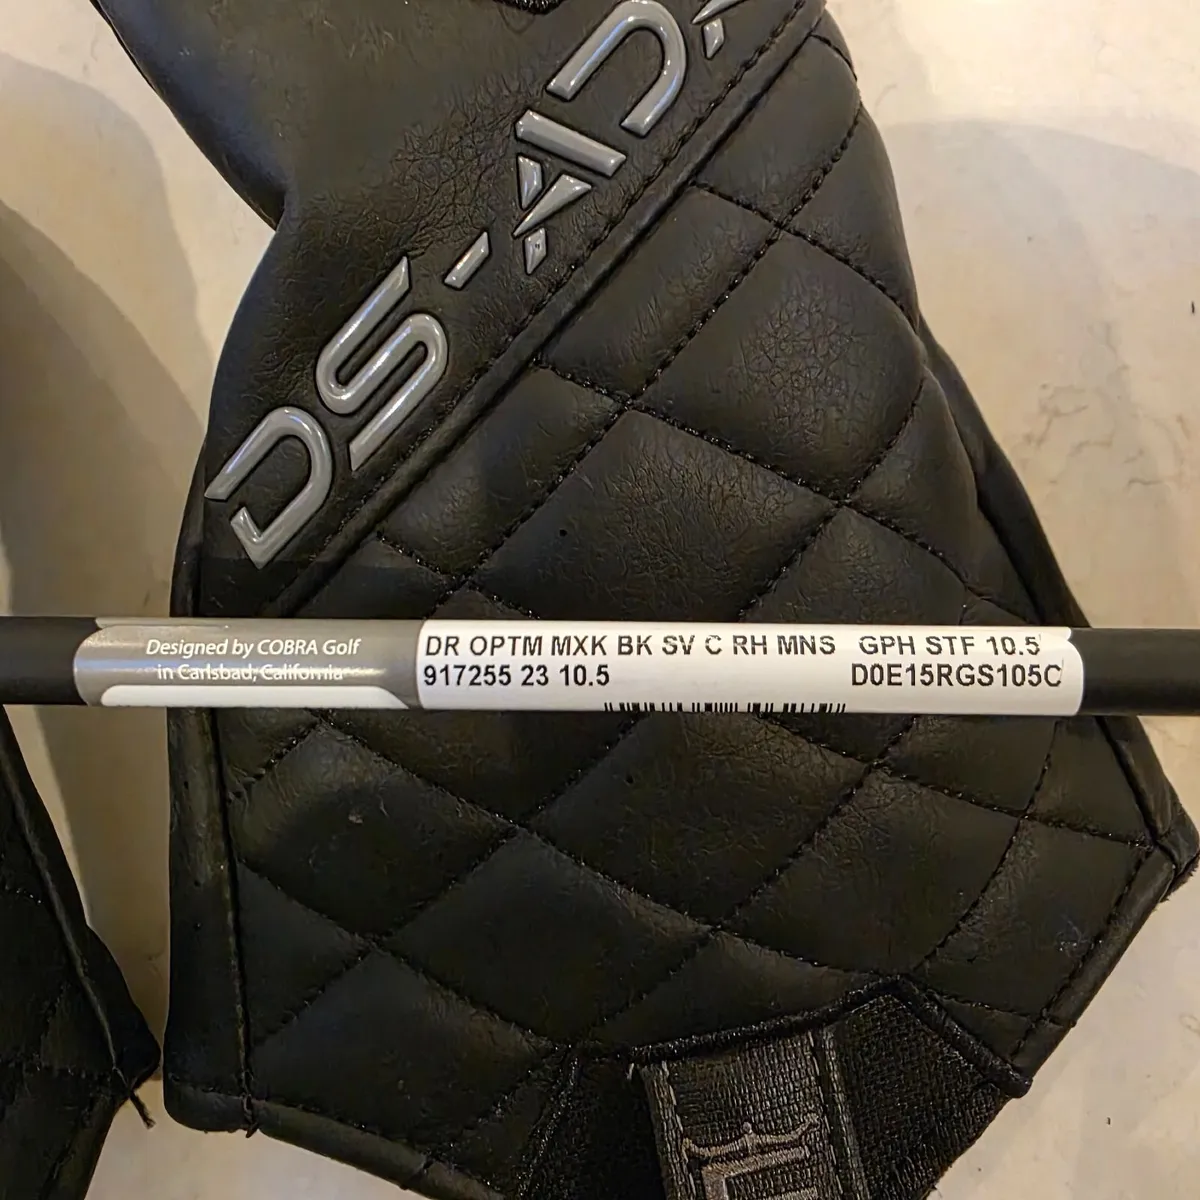 DS-AD
Designed by COBRA Golf
in Carlsbad, California
DR OPTM MXK BK SV C RH MNS GPH STF 10.5
917255 23 10.5 D0E15RGS105C